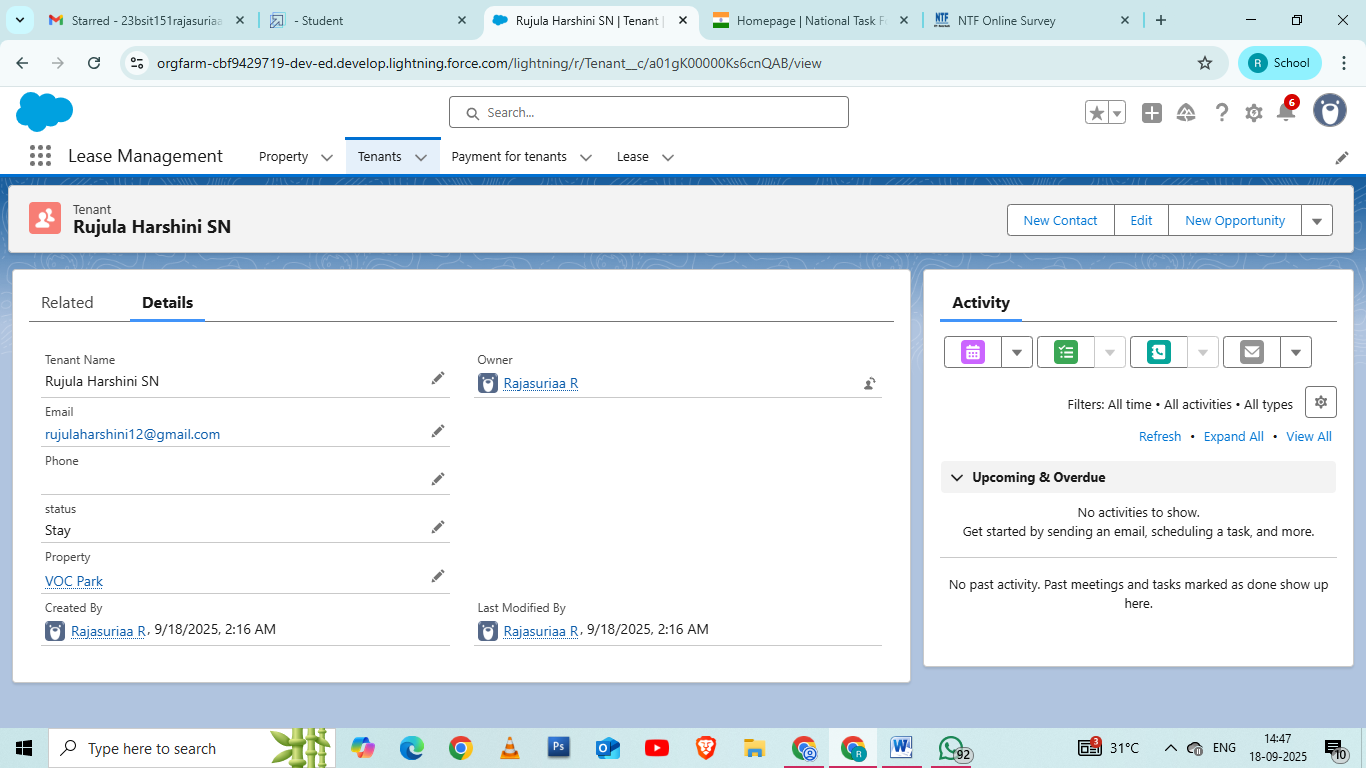 Starred - 23bsit151rajasuriaa
- Student
Rujula Harshini SN | Tenant |
Homepage | National Task Fo
NTF
NTF Online Survey
orgfarm-cbf9429719-dev-ed.develop.lightning.force.com/lightning/r/Tenant__c/a01gK00000Ks6cnQAB/view
R
School
Search...
6
Lease Management
Property
Tenants
Payment for tenants
Lease
Tenant
Rujula Harshini SN
New Contact
Edit
New Opportunity
Related
Details
Tenant Name
Rujula Harshini SN
Owner
Rajasuriaa R
Email
rujulaharshini12@gmail.com
Phone
status
Stay
Property
VOC Park
Created By
Rajasuriaa R, 9/18/2025, 2:16 AM
Last Modified By
Rajasuriaa R, 9/18/2025, 2:16 AM
Activity
Filters: All time • All activities • All types
Refresh • Expand All • View All
Upcoming & Overdue
No activities to show.
Get started by sending an email, scheduling a task, and more.
No past activity. Past meetings and tasks marked as done show up
here.
Type here to search
Ps
R
W
92
3
31°C
ENG
14:47
18-09-2025
10